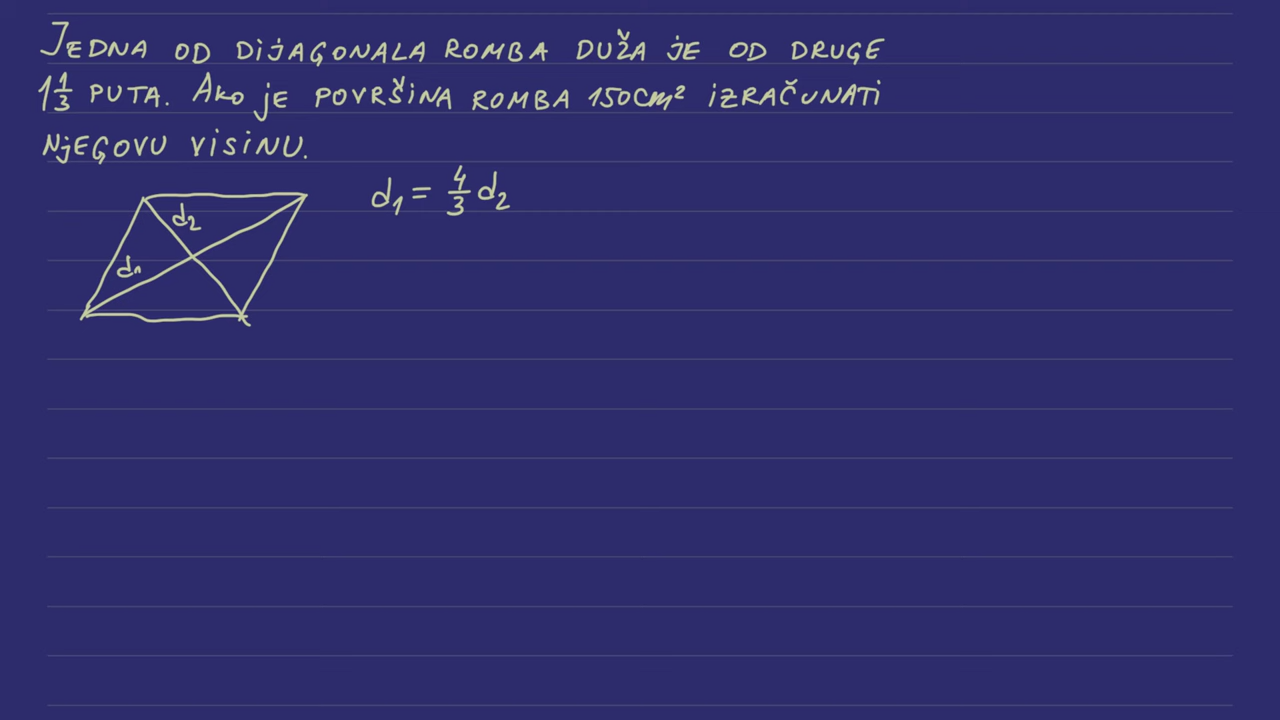 JEDNA OD DIJAGONALA ROMBA DUŽA JE OD DRUGE
1 1/3 PUTA. AKO JE POVRŠINA ROMBA 150cm² IZRAČUNATI
NJEGOVU VISINU.
d₁ = 4/3 d₂
d₂
d₁